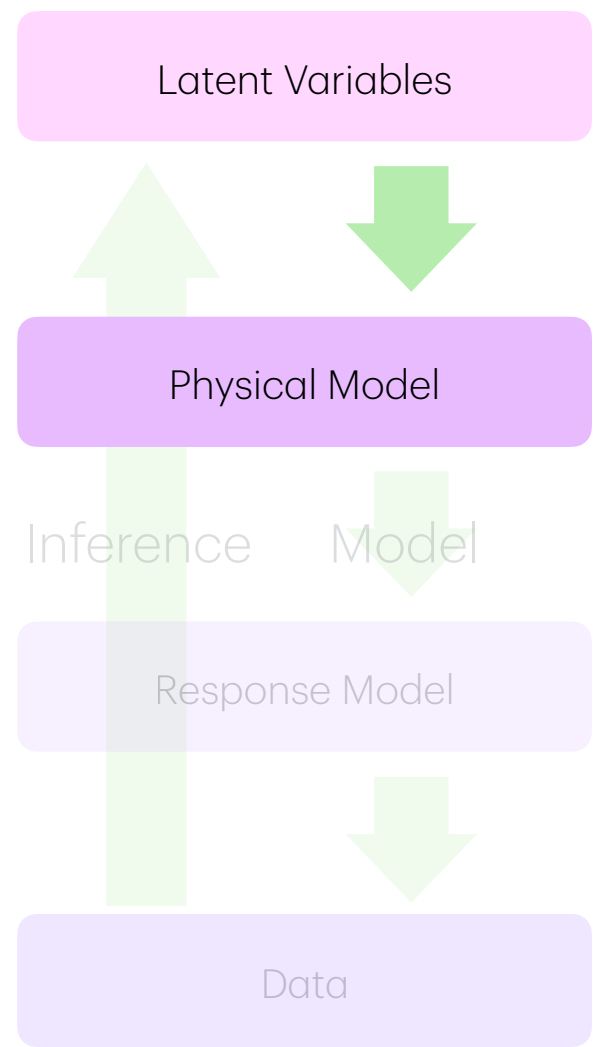 Latent Variables
Physical Model
Inference
Model
Response Model
Data